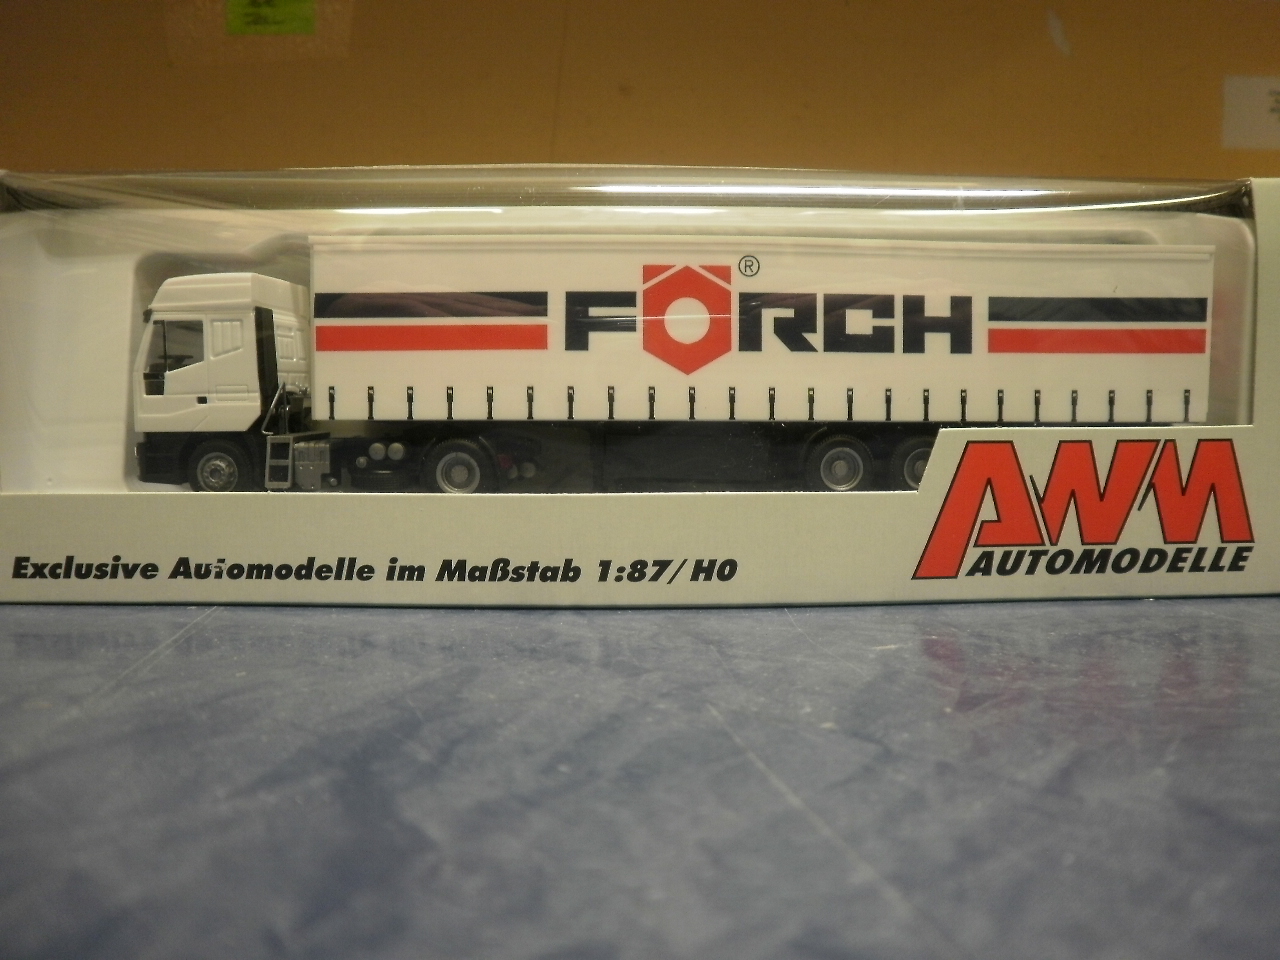 FÖRCH®
Exclusive Automodelle im Maßstab 1:87/H0
AWM
AUTOMODELLE